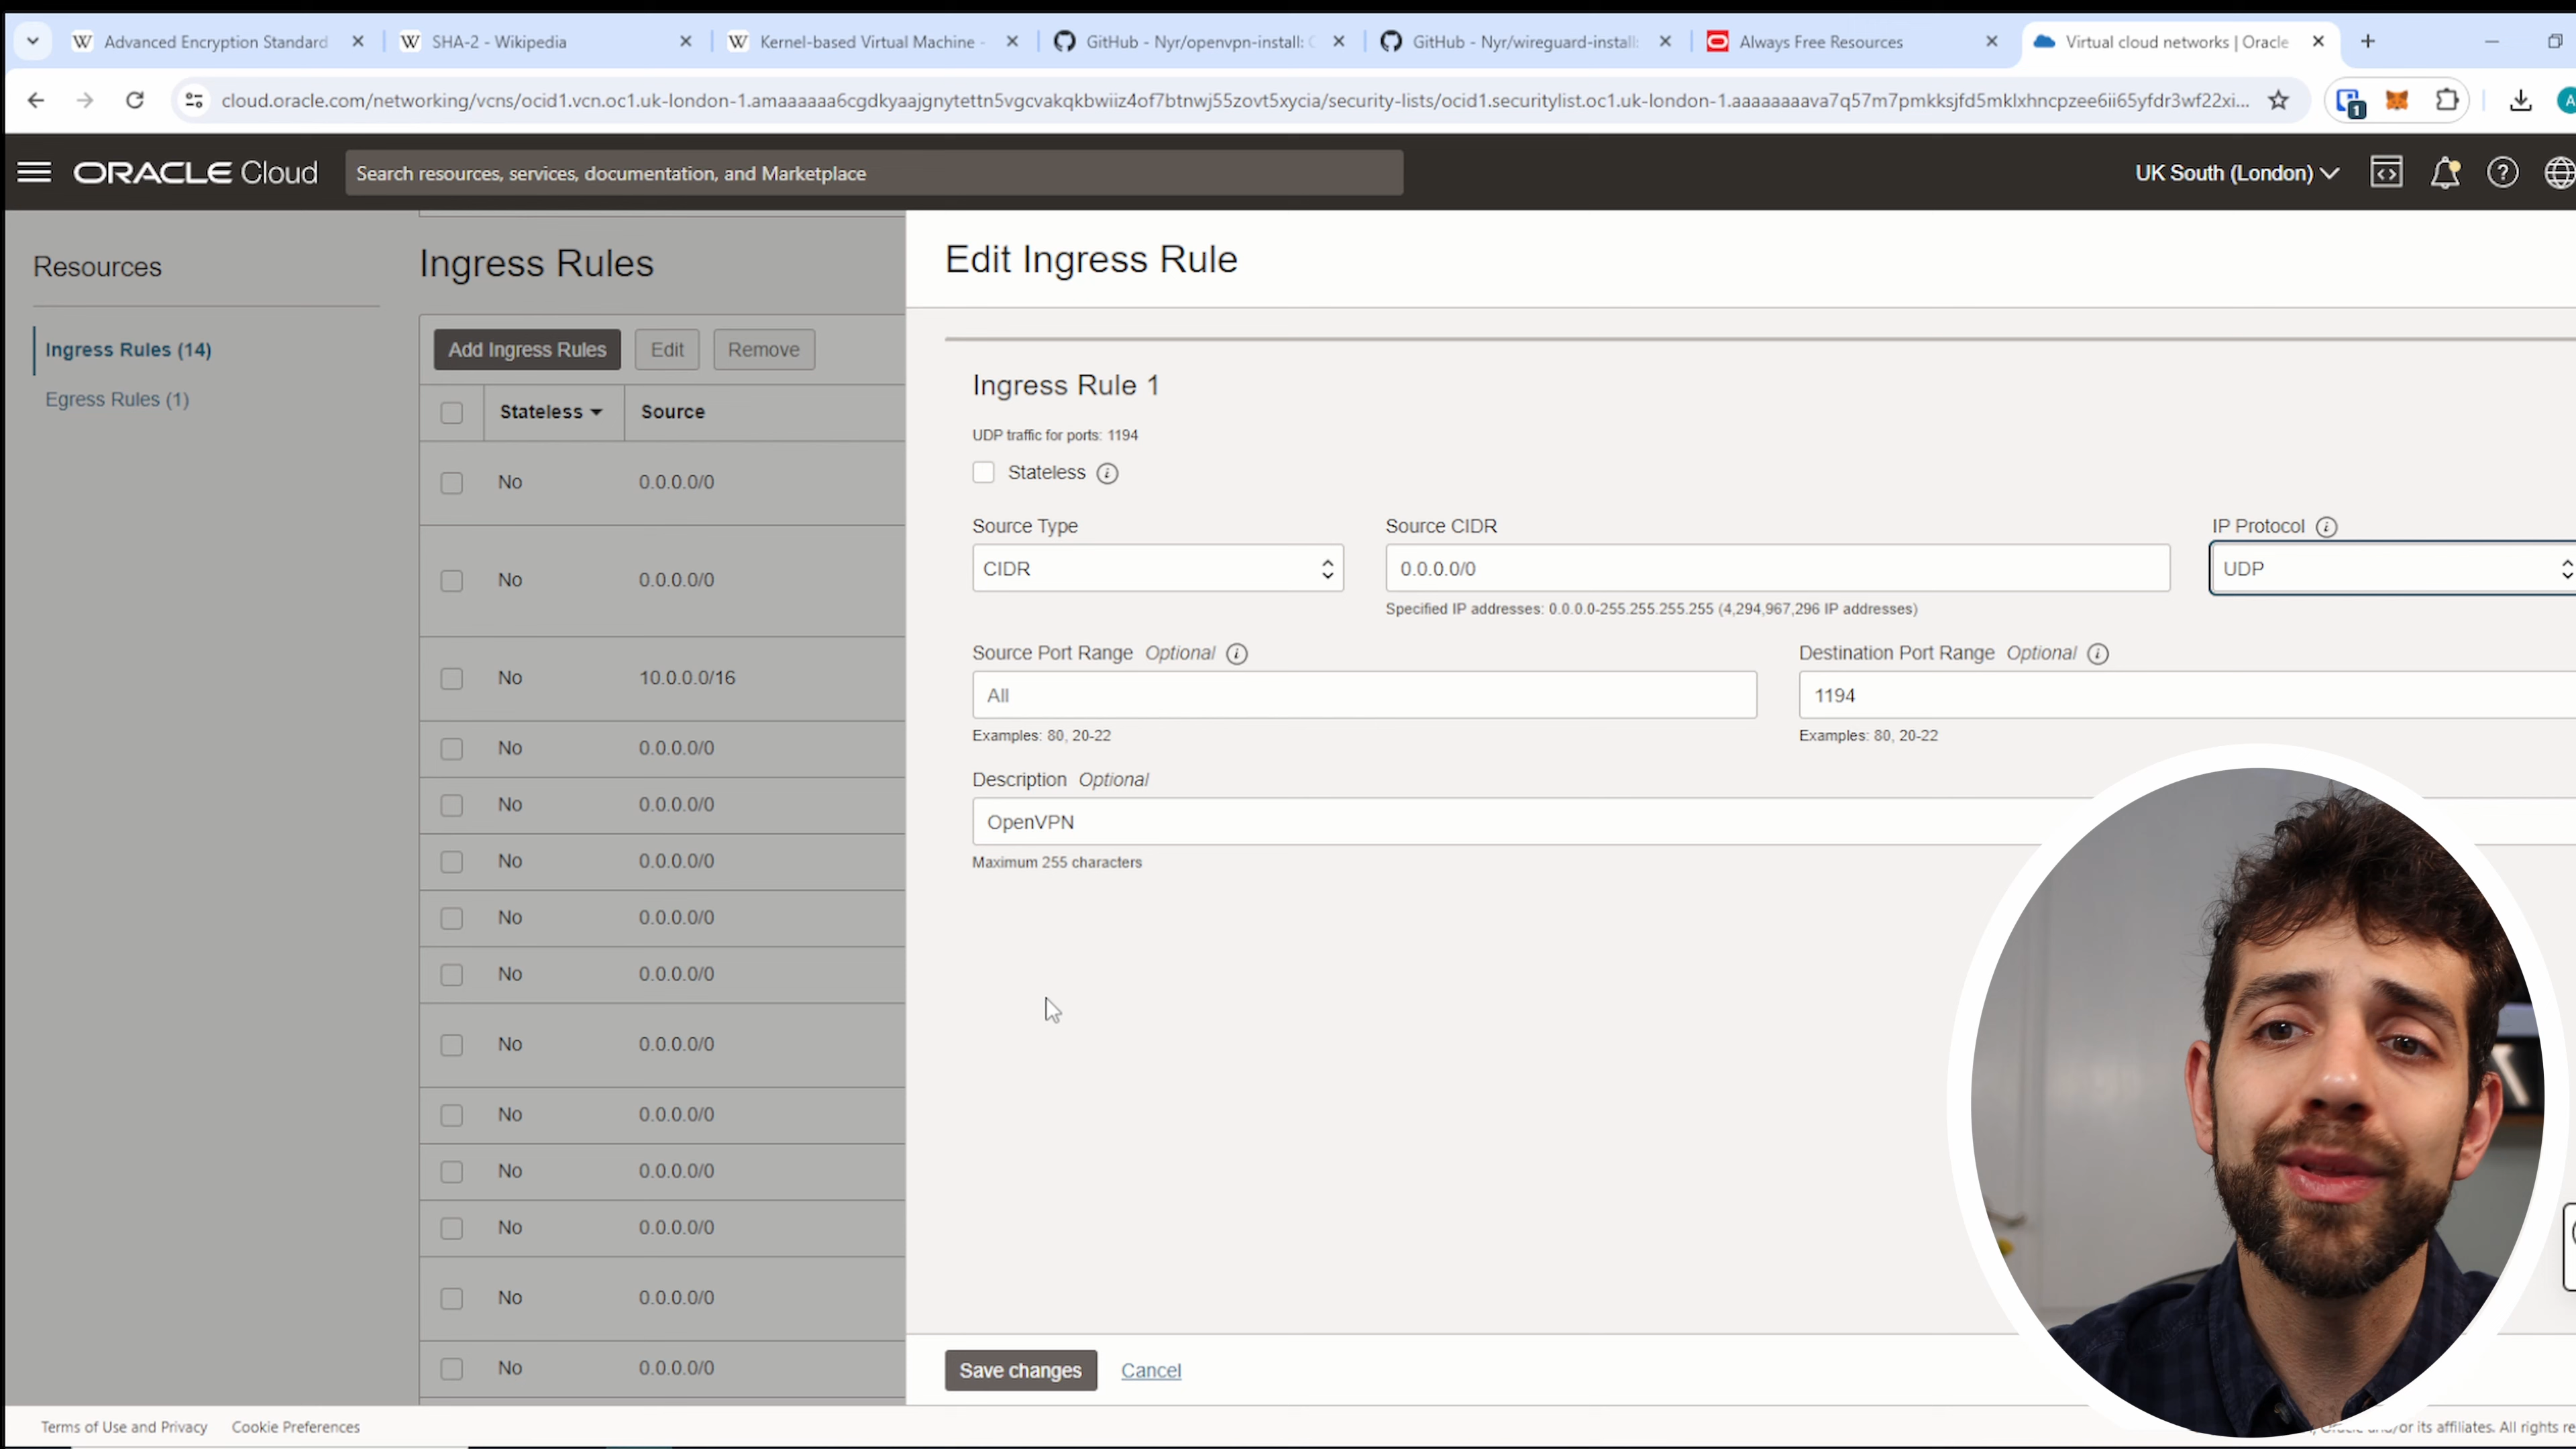 Advanced Encryption Standard
SHA-2 - Wikipedia
Kernel-based Virtual Machine -
GitHub - Nyr/openvpn-install:
GitHub - Nyr/wireguard-install:
Always Free Resources
Virtual cloud networks | Oracle
cloud.oracle.com/networking/vcns/ocid1.vcn.oc1.uk-london-1.amaaaaaa6cgdkyaajgnytettn5vgcvakqkbwiiz4of7btnwj55zovt5xycia/security-lists/ocid1.securitylist.oc1.uk-london-1.aaaaaaaava7q57m7pmkksjfd5mklxhncpzee6ii65yfdr3wf22xi...
1
A
ORACLE Cloud
Search resources, services, documentation, and Marketplace
UK South (London)
Resources
Ingress Rules (14)
Egress Rules (1)
Ingress Rules
Add Ingress Rules Edit Remove
Stateless Source
No 0.0.0.0/0
No 0.0.0.0/0
No 10.0.0.0/16
No 0.0.0.0/0
No 0.0.0.0/0
No 0.0.0.0/0
No 0.0.0.0/0
No 0.0.0.0/0
No 0.0.0.0/0
No 0.0.0.0/0
No 0.0.0.0/0
No 0.0.0.0/0
No 0.0.0.0/0
No 0.0.0.0/0
Edit Ingress Rule
Ingress Rule 1
UDP traffic for ports: 1194
Stateless
Source Type
CIDR
Source CIDR
0.0.0.0/0
Specified IP addresses: 0.0.0.0-255.255.255.255 (4,294,967,296 IP addresses)
IP Protocol
UDP
Source Port Range Optional
All
Examples: 80, 20-22
Destination Port Range Optional
1194
Examples: 80, 20-22
Description Optional
OpenVPN
Maximum 255 characters
Save changes Cancel
Terms of Use and Privacy Cookie Preferences
/or its affiliates. All rights re